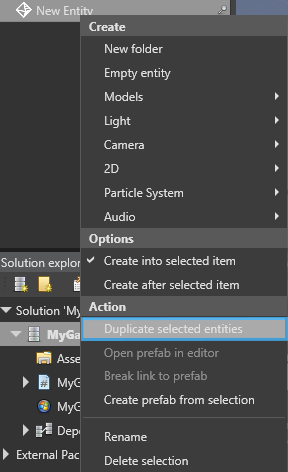 New Entity
Create
New folder
Empty entity
Models
Light
Camera
2D
Particle System
Audio
Options
Create into selected item
Create after selected item
Action
Duplicate selected entities
Open prefab in editor
Break link to prefab
Create prefab from selection
Rename
Delete selection
Solution explor
Solution 'My
MyGa
Asse
MyG
MyG
Depe
External Pac